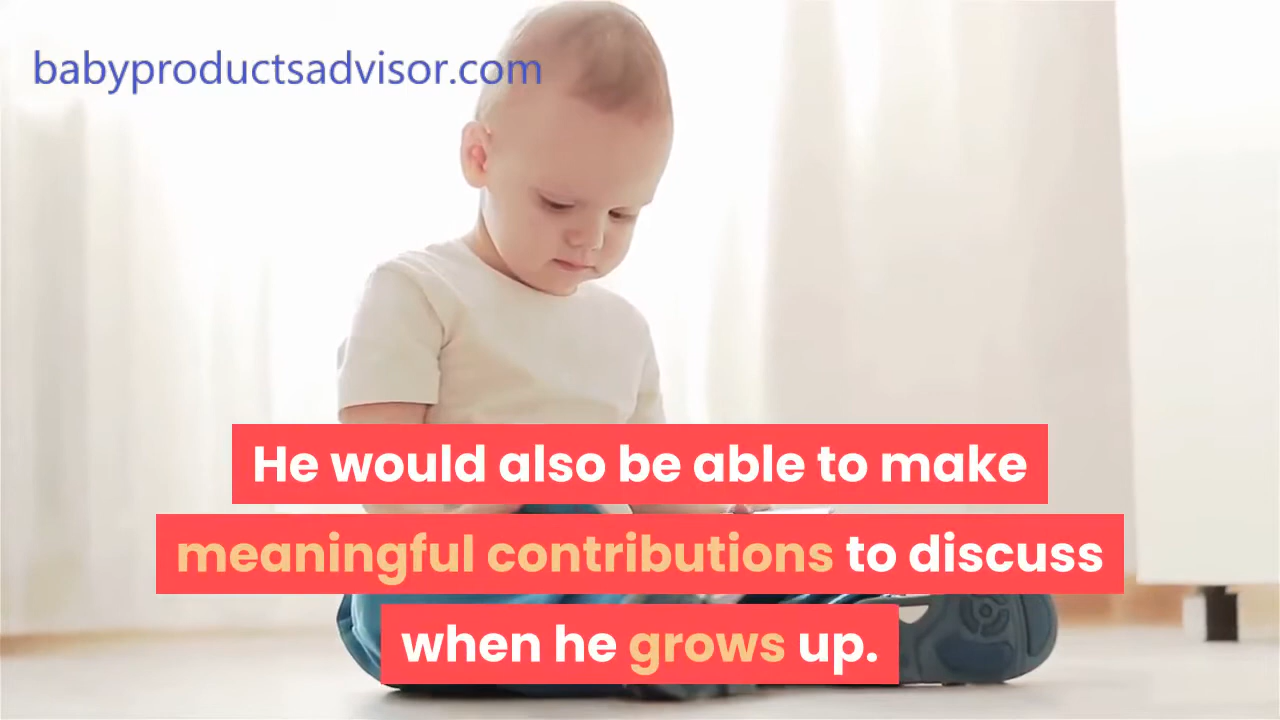 babyproductsadvisor.com
He would also be able to make
meaningful contributions to discuss
when he grows up.